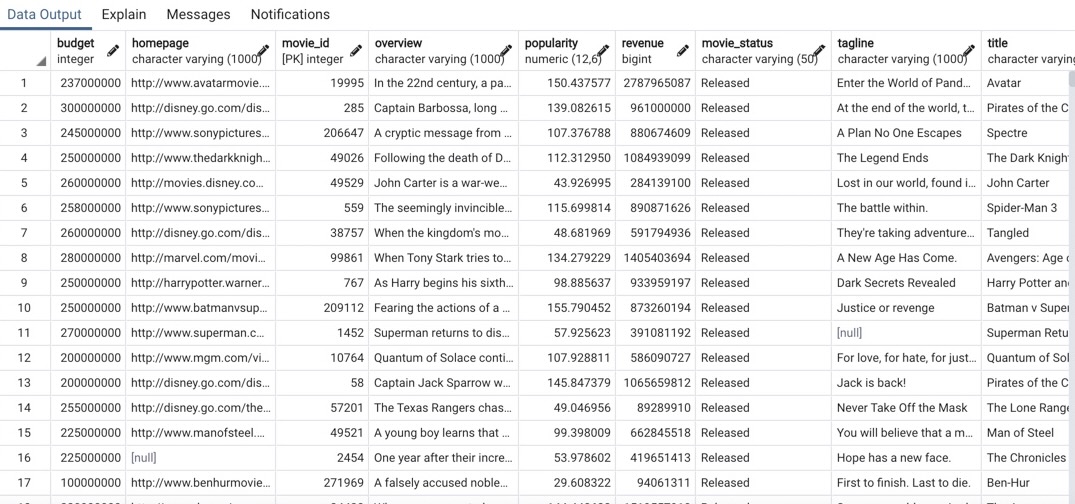 Data Output Explain Messages Notifications
budget homepage movie_id overview popularity revenue movie_status tagline title
integer character varying (1000) [PK] integer character varying (1000) numeric (12,6) bigint character varying (50) character varying (1000) character varying
1 237000000 http://www.avatarmovie.... 19995 In the 22nd century, a pa... 150.437577 2787965087 Released Enter the World of Pand... Avatar
2 300000000 http://disney.go.com/dis... 285 Captain Barbossa, long ... 139.082615 961000000 Released At the end of the world, t... Pirates of the C
3 245000000 http://www.sonypictures... 206647 A cryptic message from ... 107.376788 880674609 Released A Plan No One Escapes Spectre
4 250000000 http://www.thedarkknigh... 49026 Following the death of D... 112.312950 1084939099 Released The Legend Ends The Dark Knigh
5 260000000 http://movies.disney.co... 49529 John Carter is a war-we... 43.926995 284139100 Released Lost in our world, found i... John Carter
6 258000000 http://www.sonypictures... 559 The seemingly invincible... 115.699814 890871626 Released The battle within. Spider-Man 3
7 260000000 http://disney.go.com/dis... 38757 When the kingdom's mo... 48.681969 591794936 Released They're taking adventure... Tangled
8 280000000 http://marvel.com/movi... 99861 When Tony Stark tries to... 134.279229 1405403694 Released A New Age Has Come. Avengers: Age o
9 250000000 http://harrypotter.warner... 767 As Harry begins his sixth... 98.885637 933959197 Released Dark Secrets Revealed Harry Potter an
10 250000000 http://www.batmanvsup... 209112 Fearing the actions of a ... 155.790452 873260194 Released Justice or revenge Batman v Supe
11 270000000 http://www.superman.c... 1452 Superman returns to dis... 57.925623 391081192 Released [null] Superman Retu
12 200000000 http://www.mgm.com/vi... 10764 Quantum of Solace conti... 107.928811 586090727 Released For love, for hate, for just... Quantum of Sol
13 200000000 http://disney.go.com/dis... 58 Captain Jack Sparrow w... 145.847379 1065659812 Released Jack is back! Pirates of the C
14 255000000 http://disney.go.com/the... 57201 The Texas Rangers chas... 49.046956 89289910 Released Never Take Off the Mask The Lone Range
15 225000000 http://www.manofsteel.... 49521 A young boy learns that ... 99.398009 662845518 Released You will believe that a m... Man of Steel
16 225000000 [null] 2454 One year after their incre... 53.978602 419651413 Released Hope has a new face. The Chronicles
17 100000000 http://www.benhurmovie... 271969 A falsely accused noble... 29.608322 94061311 Released First to finish. Last to die. Ben-Hur